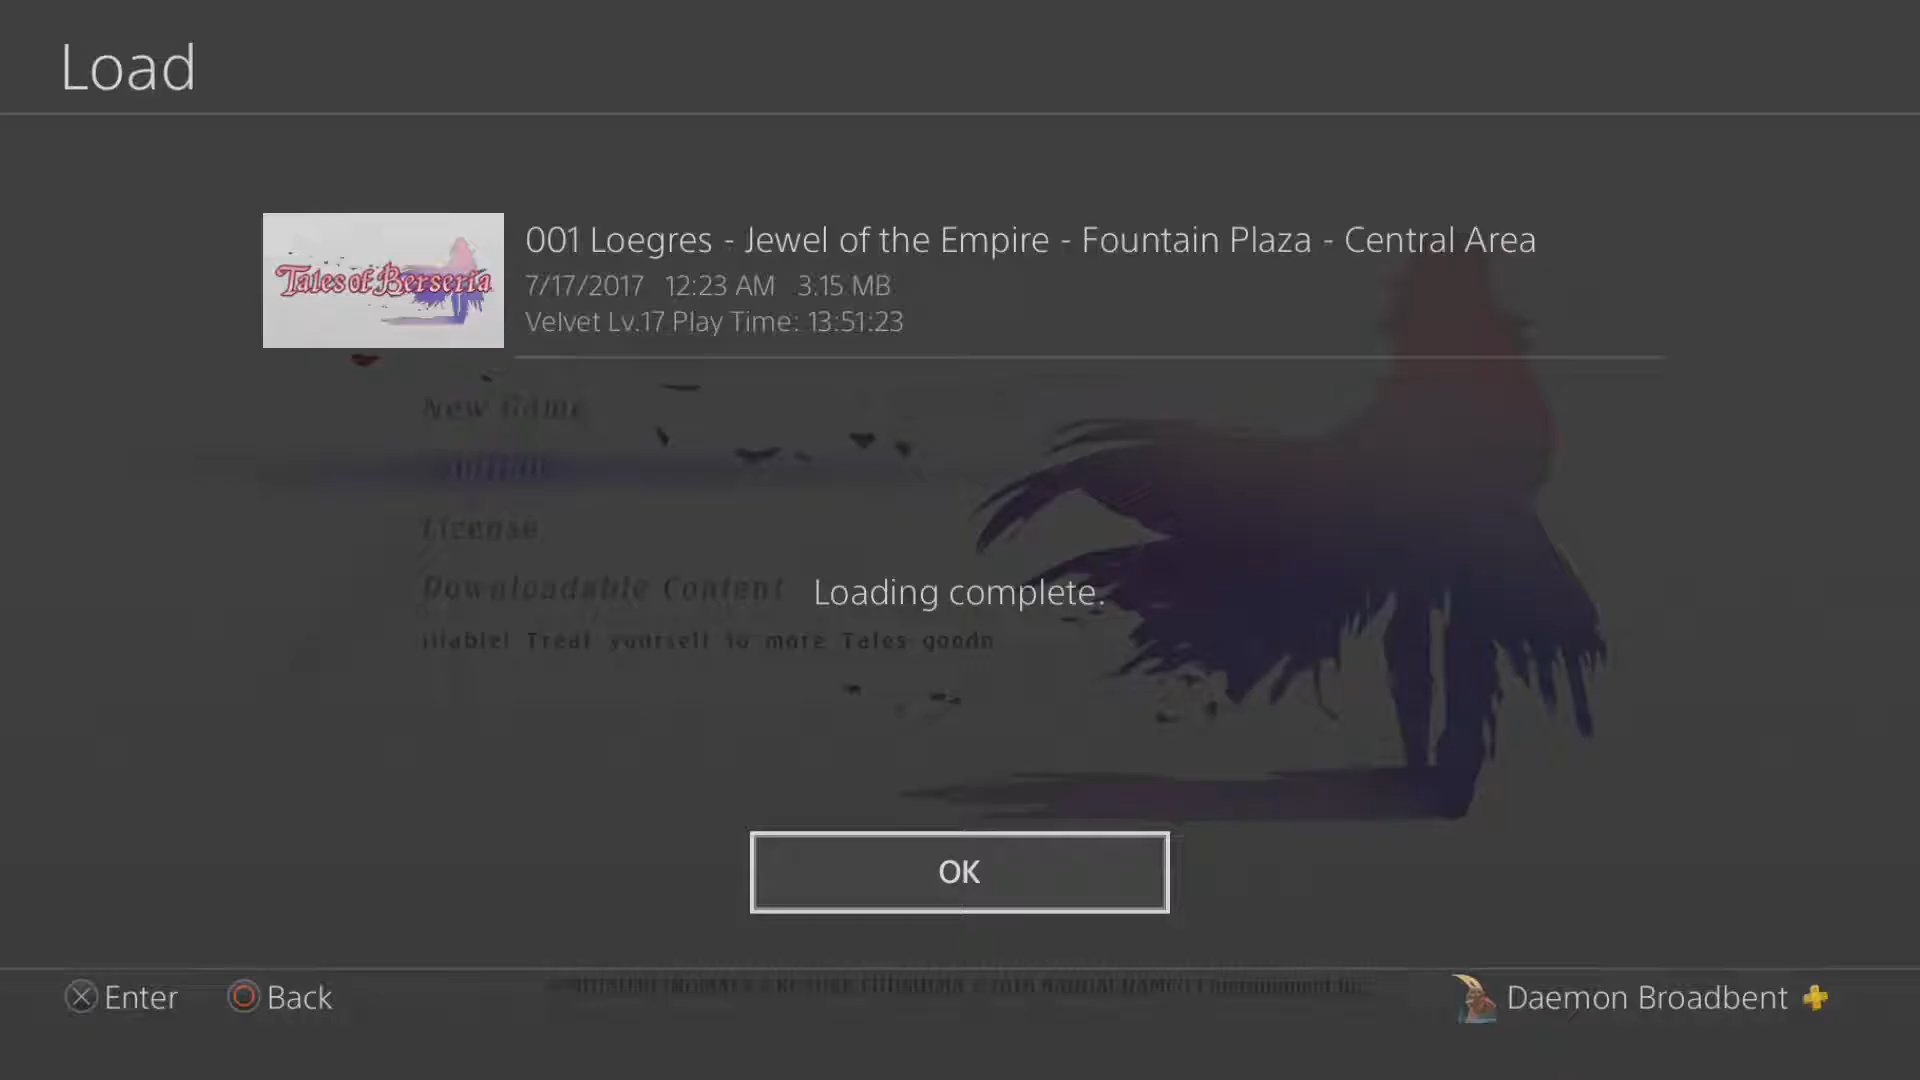 Load
Tales of Berseria
001 Loegres - Jewel of the Empire - Fountain Plaza - Central Area
7/17/2017 12:23 AM 3.15 MB
Velvet Lv.17 Play Time: 13:51:23
New Game
License
Downloadable Content
Loading complete.
Treat yourself to more Tales
OK
Enter
Back
Daemon Broadbent